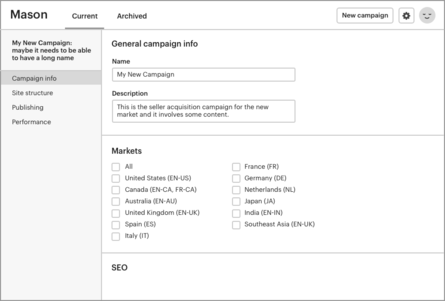 Mason
Current
Archived
New campaign
My New Campaign:
maybe it needs to be able
to have a long name
Campaign info
Site structure
Publishing
Performance
General campaign info
Name
My New Campaign
Description
This is the seller acquisition campaign for the new
market and it involves some content.
Markets
All
United States (EN-US)
Canada (EN-CA, FR-CA)
Australia (EN-AU)
United Kingdom (EN-UK)
Spain (ES)
Italy (IT)
France (FR)
Germany (DE)
Netherlands (NL)
Japan (JA)
India (EN-IN)
Southeast Asia (EN-UK)
SEO